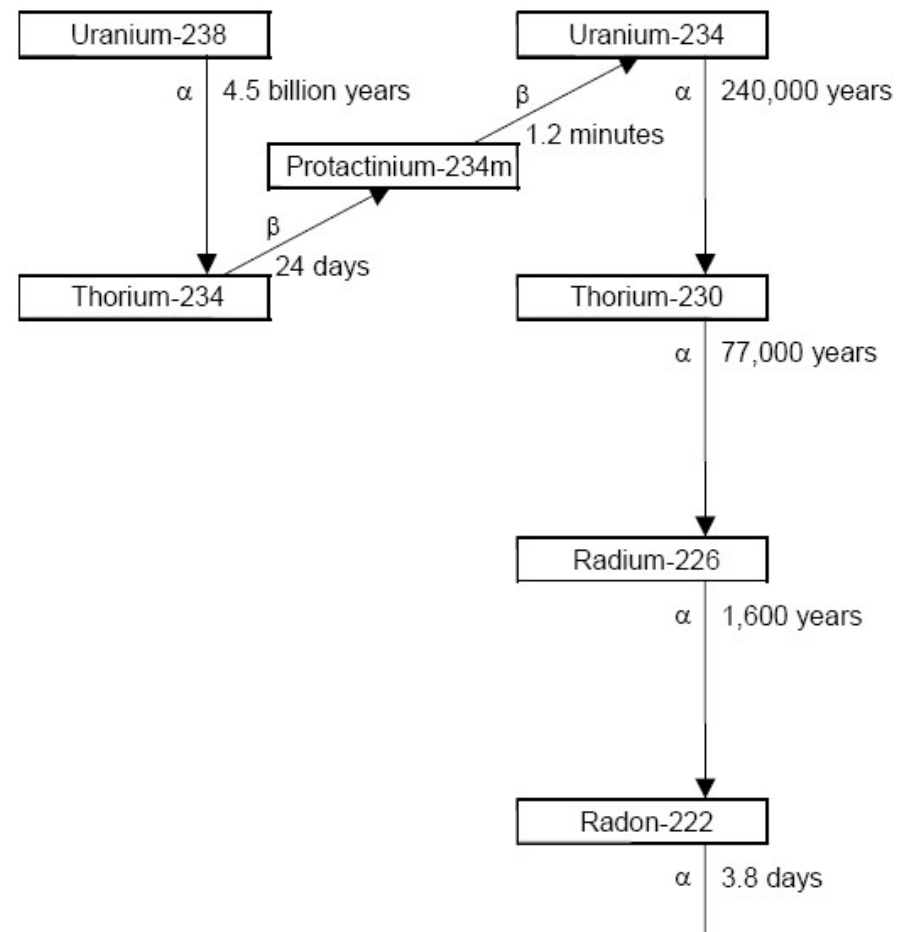 Uranium-238
Uranium-234
α 4.5 billion years
β
α 240,000 years
1.2 minutes
Protactinium-234m
β
24 days
Thorium-234
Thorium-230
α 77,000 years
Radium-226
α 1,600 years
Radon-222
α 3.8 days